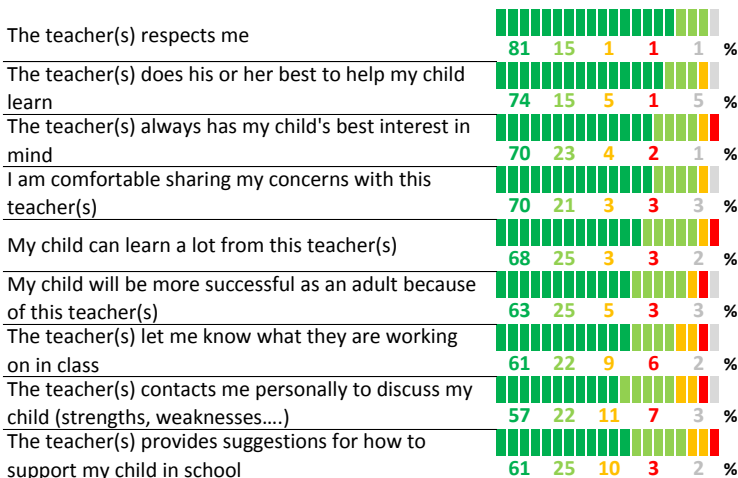 The teacher(s) respects me
81 15 1 1 1 %
The teacher(s) does his or her best to help my child
learn
74 15 5 1 5 %
The teacher(s) always has my child's best interest in
mind
70 23 4 2 1 %
I am comfortable sharing my concerns with this
teacher(s)
70 21 3 3 3 %
My child can learn a lot from this teacher(s)
68 25 3 3 2 %
My child will be more successful as an adult because
of this teacher(s)
63 25 5 3 3 %
The teacher(s) let me know what they are working
on in class
61 22 9 6 2 %
The teacher(s) contacts me personally to discuss my
child (strengths, weaknesses....)
57 22 11 7 3 %
The teacher(s) provides suggestions for how to
support my child in school
61 25 10 3 2 %